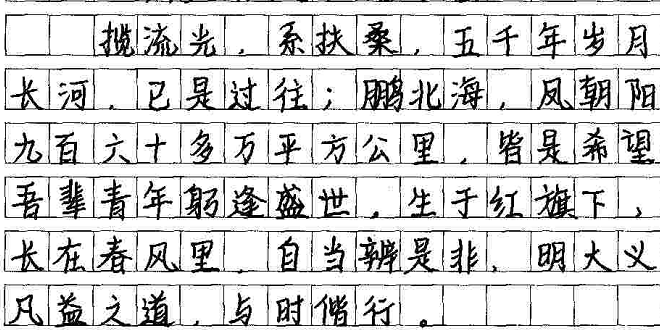 揽流光，系扶桑，五千年岁月
长河，已是过往；鹏北海，凤朝阳
九百六十多万平方公里，皆是希望
吾辈青年躬逢盛世，生于红旗下，
长在春风里，自当辨是非，明大义
凡益之道，与时偕行。